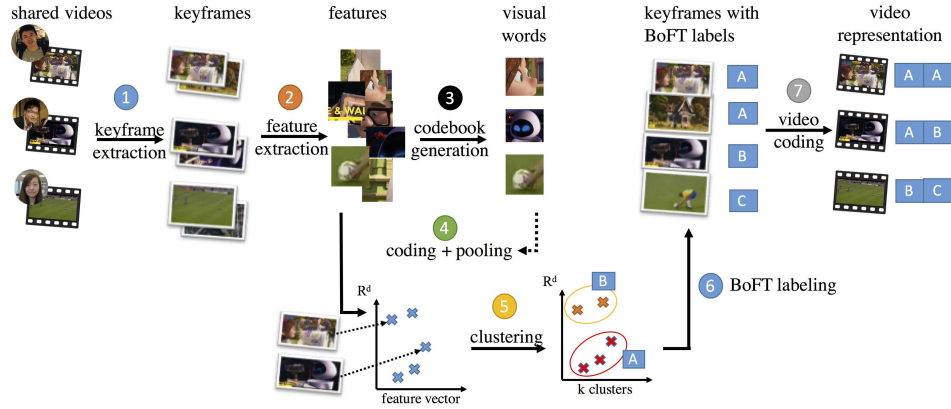 shared videos
keyframes
features
visual
words
keyframes with
BoFT labels
video
representation
1
keyframe
extraction
2
feature
extraction
E & WAI
3
codebook
generation
A
A
B
C
7
video
coding
A A
A B
B C
4
coding + pooling
R^d
feature vector
5
clustering
R^d
B
A
k clusters
6
BoFT labeling